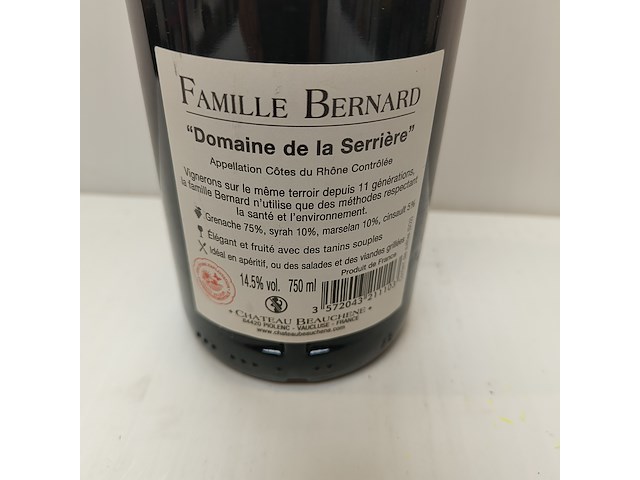 FAMILLE BERNARD
"Domaine de la Serrière"
Appellation Côtes du Rhône Contrôlée
Vignerons sur le même terroir depuis 11 générations,
la famille Bernard n'utilise que des méthodes respectant
la santé et l'environnement.
Grenache 75%, syrah 10%, marselan 10%, cinsault 5%
Élégant et fruité avec des tanins souples
Idéal en apéritif, ou des salades et des viandes grillées
Produit de France
14.5% vol. 750 ml
3 572043 211103
CHATEAU BEAUCHENE
84420 PIOLENC - VAUCLUSE - FRANCE
www.chateaubeauchene.com